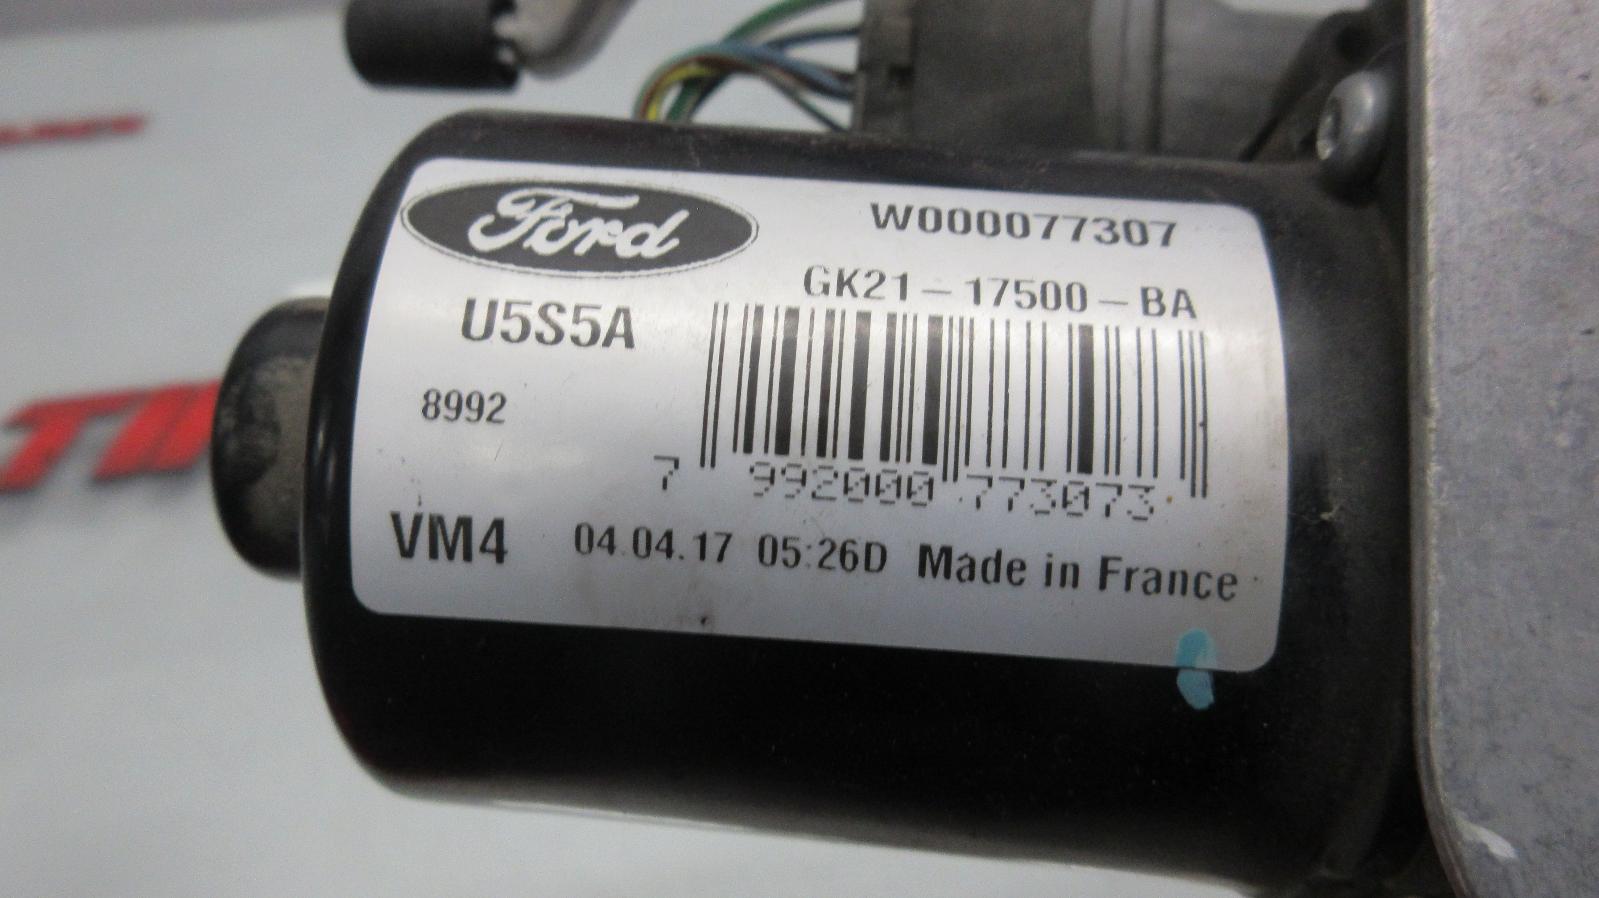 Ford
W000077307
GK21-17500-BA
U5S5A
8992
7 992000 773073
VM4 04.04.17 05:26D Made in France